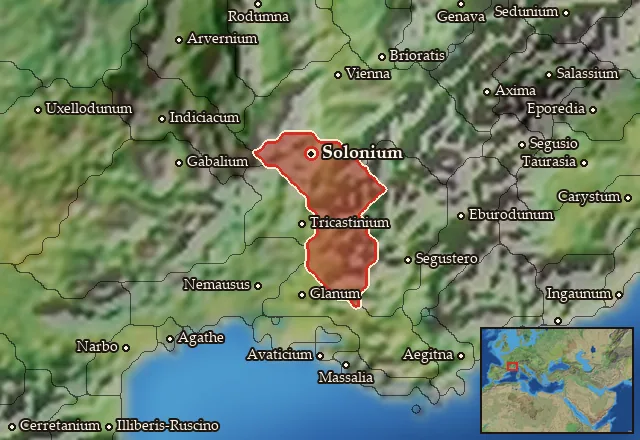 Rodumna
Genava
Sedunium
Arvernium
Brioratis
Vienna
Salassium
Axima
Uxellodunum
Indiciacum
Eporedia
Solonium
Segusio
Gabalium
Taurasia
Carystum
Tricastinium
Eburodunum
Segustero
Nemausus
Glanum
Ingaunum
Agathe
Narbo
Avaticium
Aegitna
Massalia
Cerretanium
Illiberis-Ruscino